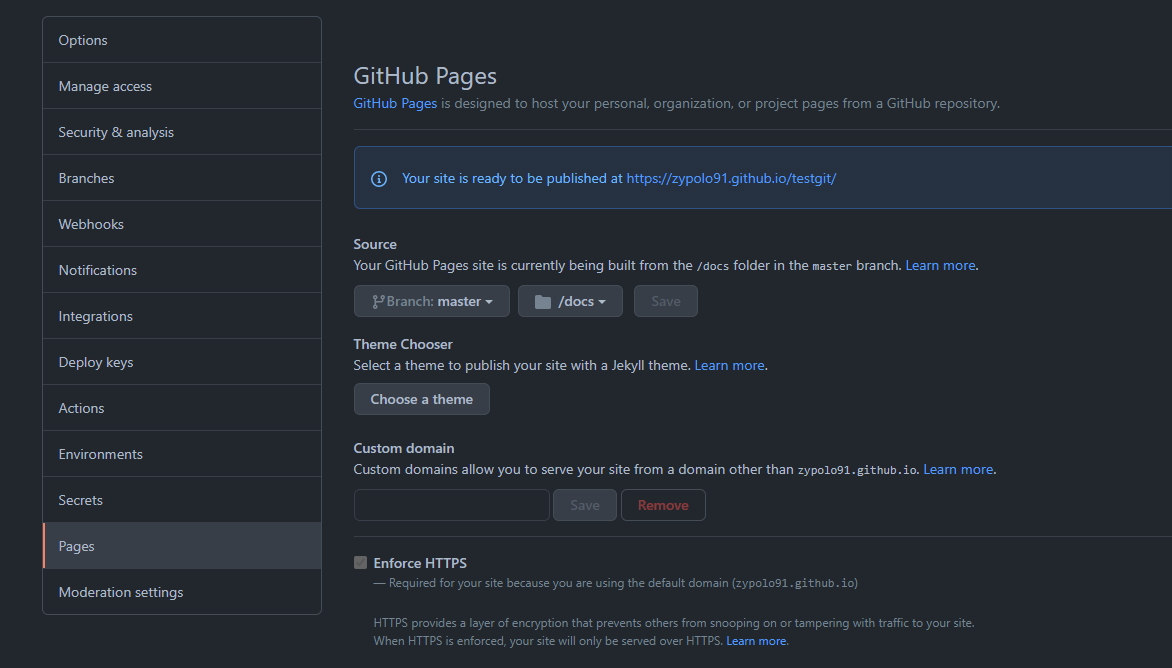 Options
Manage access
Security & analysis
Branches
Webhooks
Notifications
Integrations
Deploy keys
Actions
Environments
Secrets
Pages
Moderation settings
GitHub Pages
GitHub Pages is designed to host your personal, organization, or project pages from a GitHub repository.
Your site is ready to be published at https://zypolo91.github.io/testgit/
Source
Your GitHub Pages site is currently being built from the /docs folder in the master branch. Learn more.
Branch: master /docs Save
Theme Chooser
Select a theme to publish your site with a Jekyll theme. Learn more.
Choose a theme
Custom domain
Custom domains allow you to serve your site from a domain other than zypolo91.github.io. Learn more.
Save Remove
Enforce HTTPS
— Required for your site because you are using the default domain (zypolo91.github.io)
HTTPS provides a layer of encryption that prevents others from snooping on or tampering with traffic to your site.
When HTTPS is enforced, your site will only be served over HTTPS. Learn more.